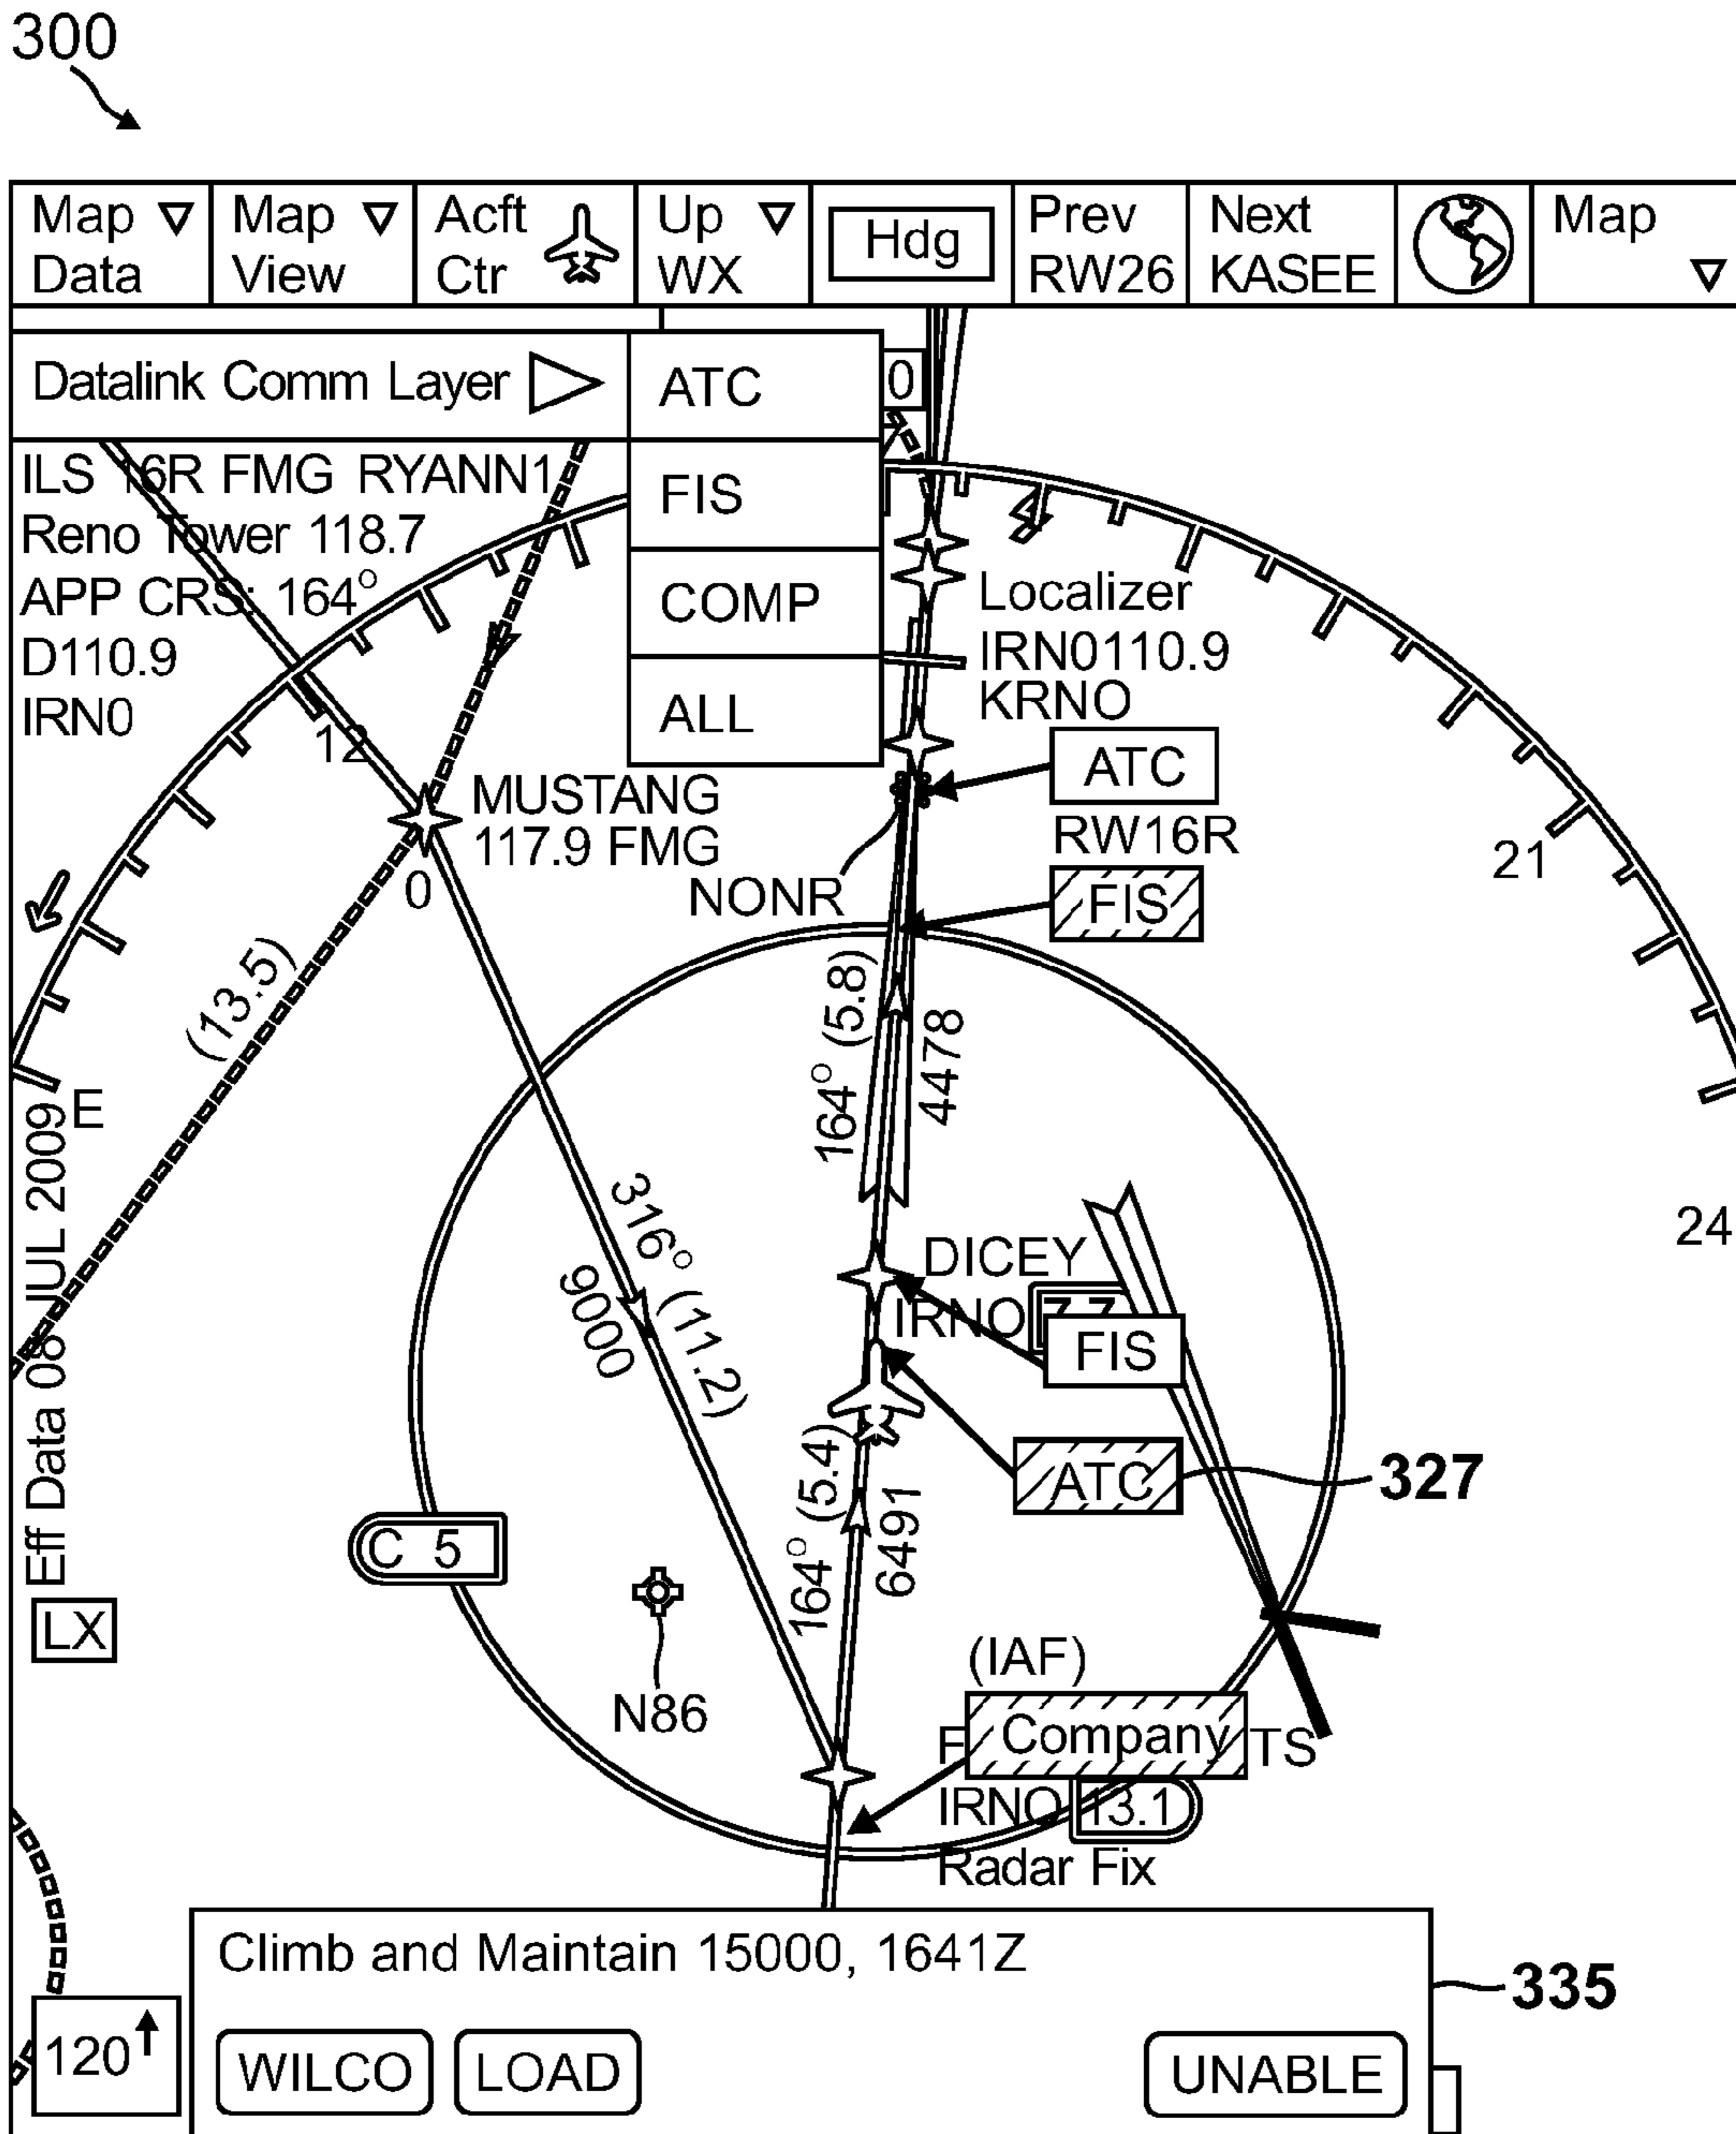 300
Map Data
Map View
Acft Ctr
Up WX
Hdg
Prev RW26
Next KASEE
Map
Datalink Comm Layer
ATC
FIS
COMP
ALL
0
ILS 16R FMG RYANN1
Reno Tower 118.7
APP CRS: 164°
D110.9
IRN0
12
Localizer
IRN0110.9
KRNO
ATC
RW16R
FIS
MUSTANG
117.9 FMG
0
NONR
21
(13.5)
164° (5.8)
4478
E
Eff Data 08 JUL 2009
316° (11.2)
9000
24
DICEY
IRNO 7.7
FIS
ATC
327
164° (5.4)
6491
C 5
LX
N86
(IAF)
F
Company
TS
IRNO 13.1
Radar Fix
Climb and Maintain 15000, 1641Z
335
120
WILCO
LOAD
UNABLE